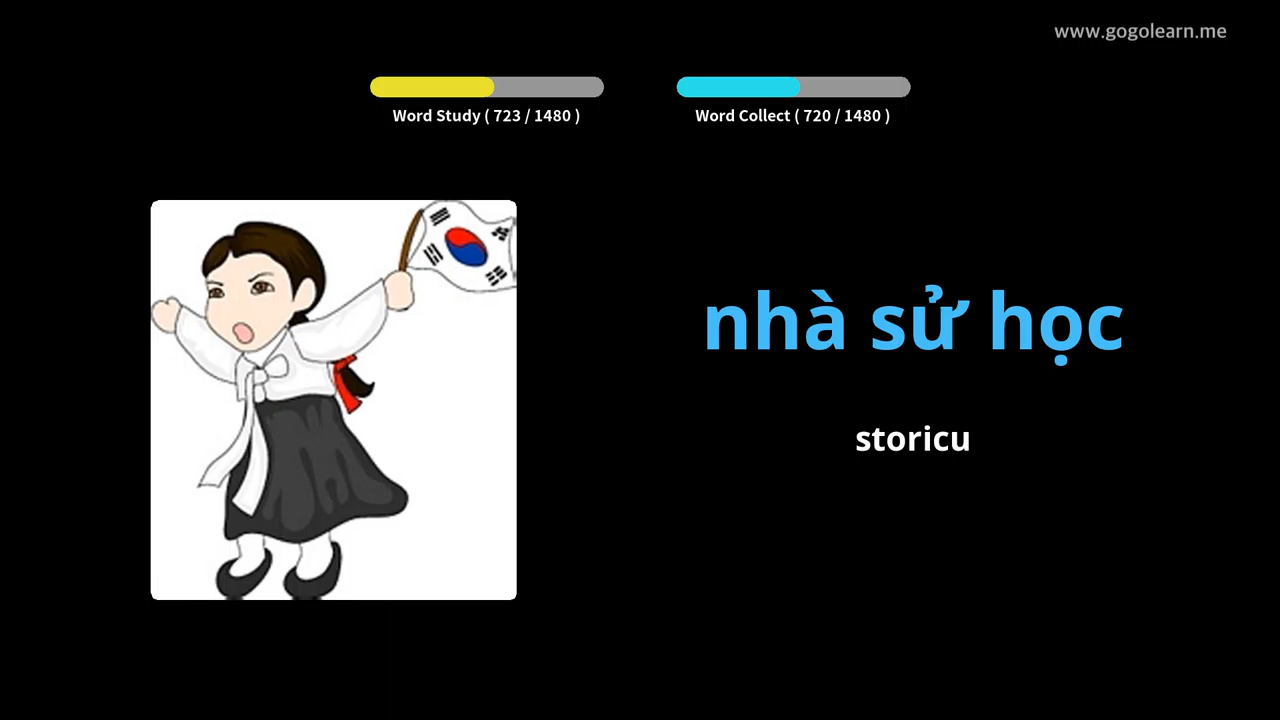 www.gogolearn.me
Word Study ( 723 / 1480 )
Word Collect ( 720 / 1480 )
nhà sử học
storicu